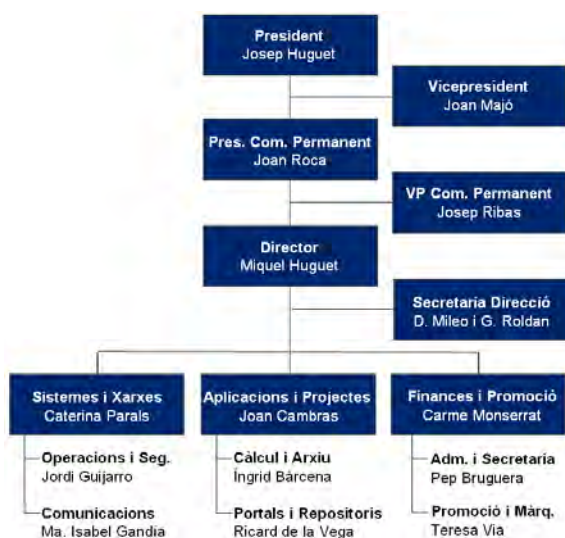 President
Josep Huguet
Vicepresident
Joan Majó
Pres. Com. Permanent
Joan Roca
VP Com. Permanent
Josep Ribas
Director
Miquel Huguet
Secretaria Direcció
D. Mileo i G. Roldan
Sistemes i Xarxes
Caterina Parals
Aplicacions i Projectes
Joan Cambras
Finances i Promoció
Carme Monserrat
Operacions i Seg.
Jordi Guijarro
Càlcul i Arxiu
Íngrid Bárcena
Adm. i Secretaria
Pep Bruguera
Comunicacions
Ma. Isabel Gandía
Portals i Repositoris
Ricard de la Vega
Promoció i Màrq.
Teresa Via